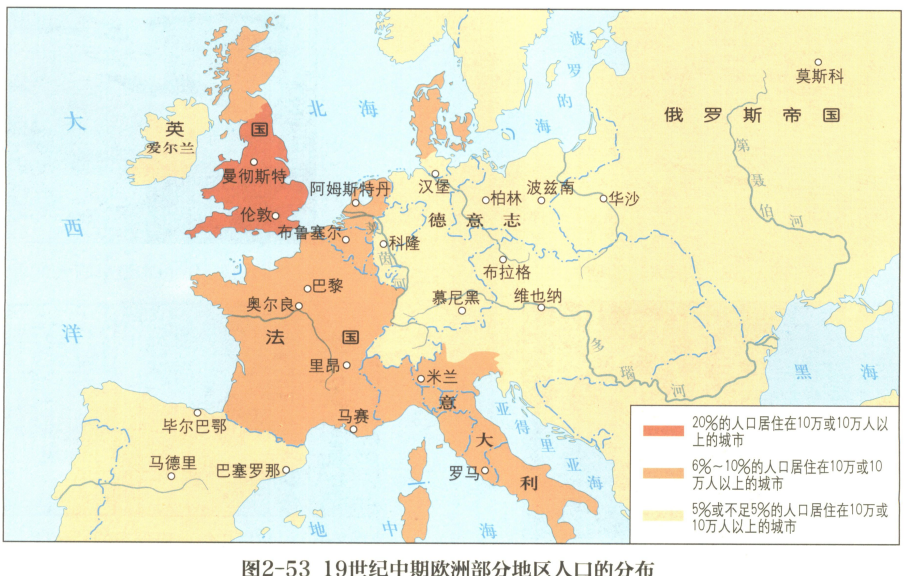 波罗的海
莫斯科
大西洋
北海
俄罗斯帝国
英国
爱尔兰
第聂伯河
曼彻斯特
阿姆斯特丹
汉堡
柏林
波兹南
华沙
伦敦
德意志
布鲁塞尔
莱茵河
科隆
布拉格
巴黎
慕尼黑
维也纳
奥尔良
法国
多瑙河
里昂
米兰
黑海
意大利
亚得里亚海
毕尔巴鄂
马赛
马德里
巴塞罗那
罗马
地中海
20%的人口居住在10万或10万人以
上的城市
6%～10%的人口居住在10万或10
万人以上的城市
5%或不足5%的人口居住在10万或
10万人以上的城市
图2-53 19世纪中期欧洲部分地区人口的分布